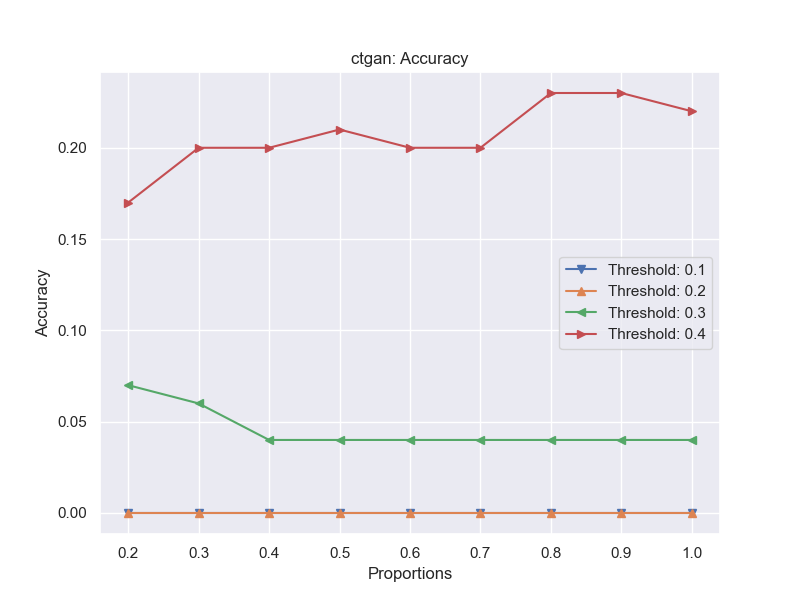 ctgan: Accuracy
Accuracy
0.20
0.15
0.10
0.05
0.00
Threshold: 0.1
Threshold: 0.2
Threshold: 0.3
Threshold: 0.4
0.2 0.3 0.4 0.5 0.6 0.7 0.8 0.9 1.0
Proportions